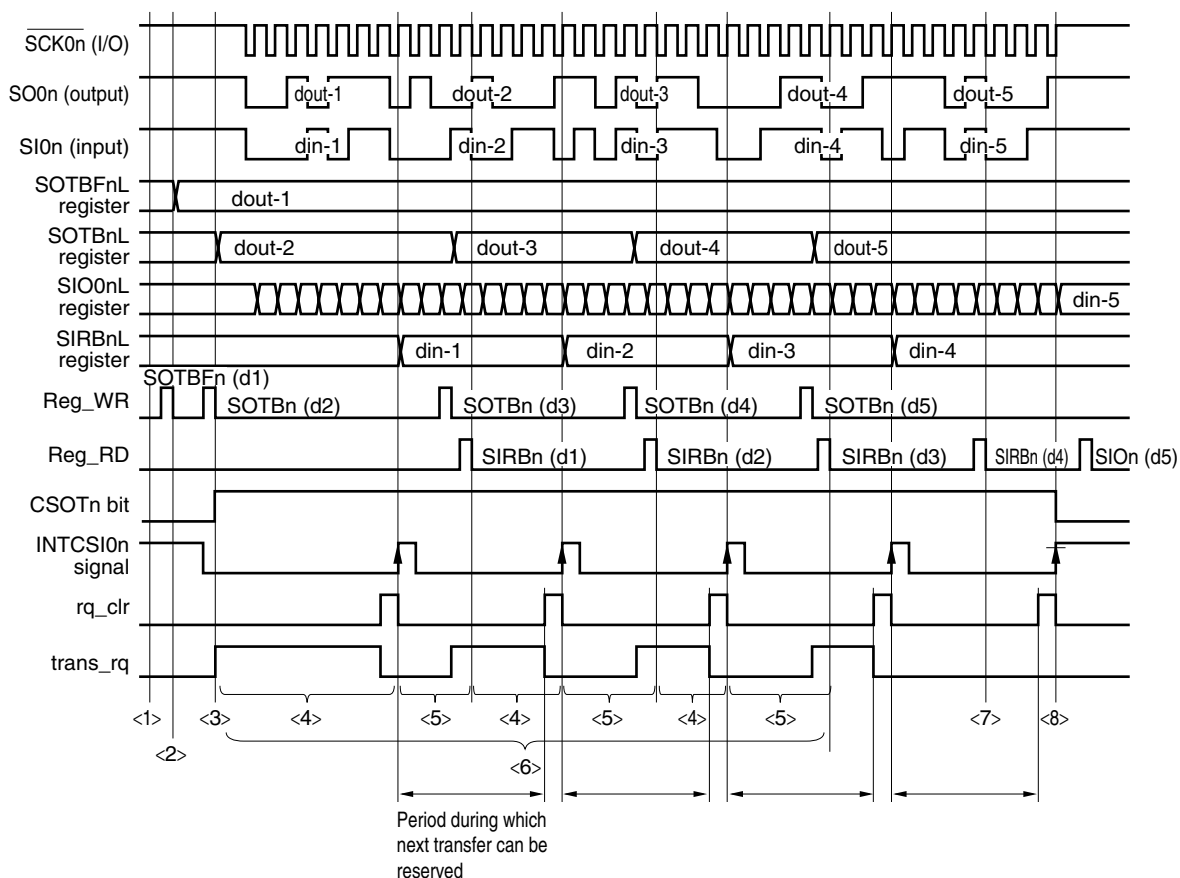 SCK0n (I/O)
SO0n (output) dout-1 dout-2 dout-3 dout-4 dout-5
SI0n (input) din-1 din-2 din-3 din-4 din-5
SOTBFnL
register
dout-1
SOTBnL
register
dout-2 dout-3 dout-4 dout-5
SIO0nL
register
din-5
SIRBnL
register
din-1 din-2 din-3 din-4
SOTBFn (d1)
Reg_WR SOTBn (d2) SOTBn (d3) SOTBn (d4) SOTBn (d5)
Reg_RD SIRBn (d1) SIRBn (d2) SIRBn (d3) SIRBn (d4) SIOn (d5)
CSOTn bit
INTCSI0n
signal
rq_clr
trans_rq
<1> <3> <4> <5> <4> <5> <4> <5> <7> <8>
<2> <6>
Period during which
next transfer can be
reserved